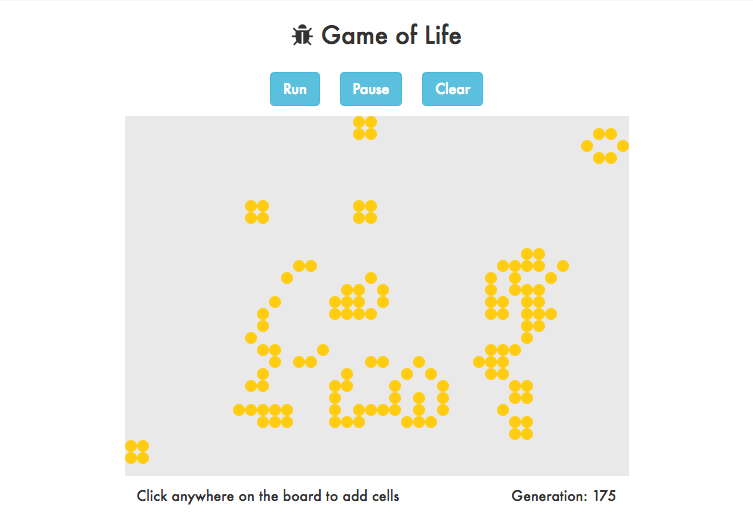 Game of Life
Run Pause Clear
Click anywhere on the board to add cells Generation: 175